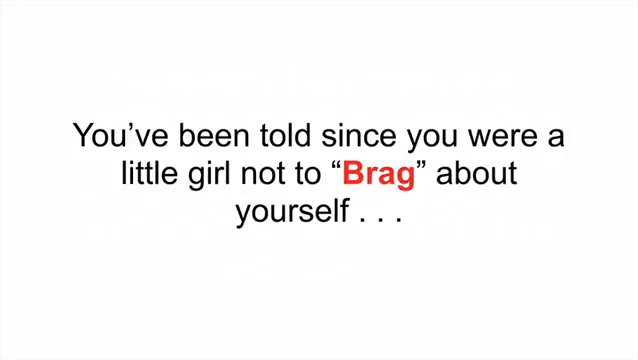 You’ve been told since you were a
little girl not to “Brag” about
yourself . . .